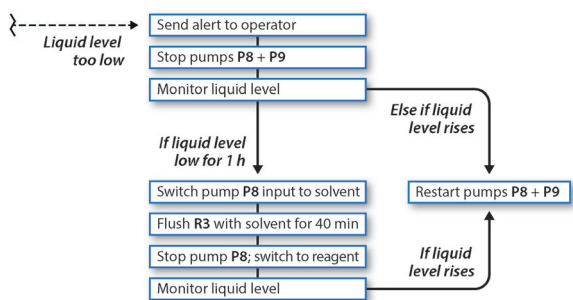 Send alert to operator
Liquid level
too low
Stop pumps P8 + P9
Monitor liquid level
Else if liquid
level rises
If liquid level
low for 1 h
Switch pump P8 input to solvent
Restart pumps P8 + P9
Flush R3 with solvent for 40 min
Stop pump P8; switch to reagent
If liquid
level rises
Monitor liquid level